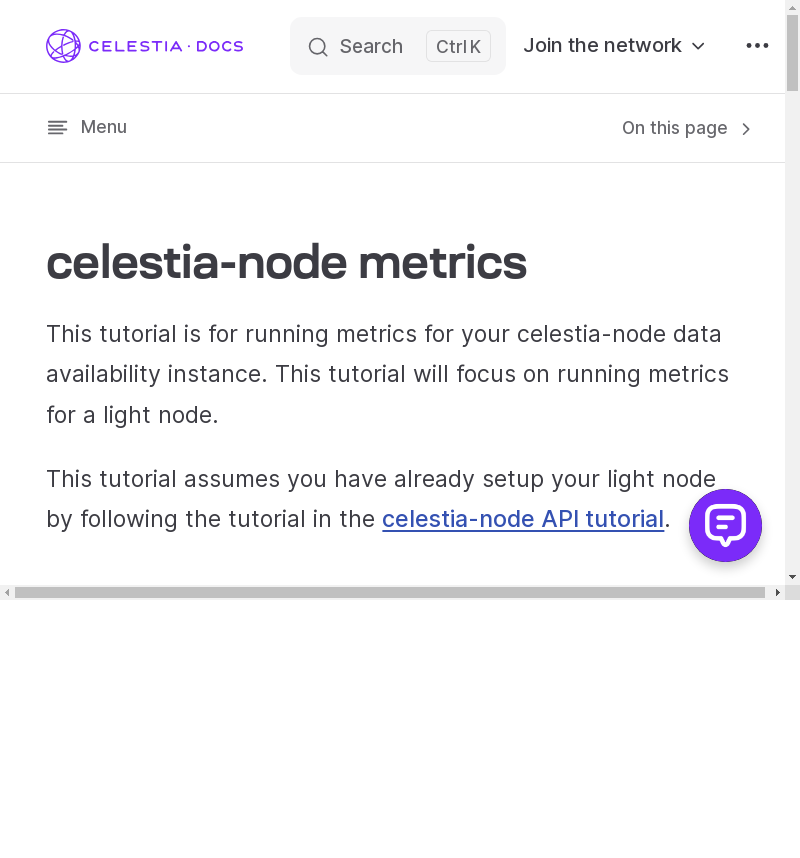 CELESTIA · DOCS
Search
Ctrl K
Join the network
Menu
On this page
celestia-node metrics
This tutorial is for running metrics for your celestia-node data
availability instance. This tutorial will focus on running metrics
for a light node.
This tutorial assumes you have already setup your light node
by following the tutorial in the celestia-node API tutorial.